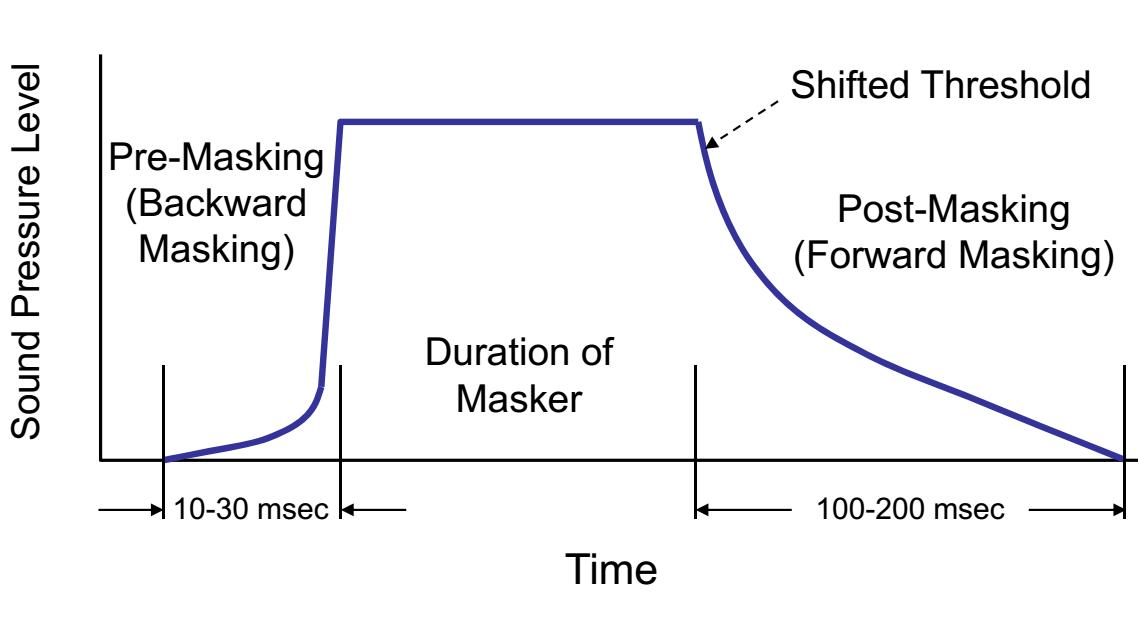 Sound Pressure Level
Shifted Threshold
Pre-Masking
(Backward
Masking)
Post-Masking
(Forward Masking)
Duration of
Masker
10-30 msec
100-200 msec
Time